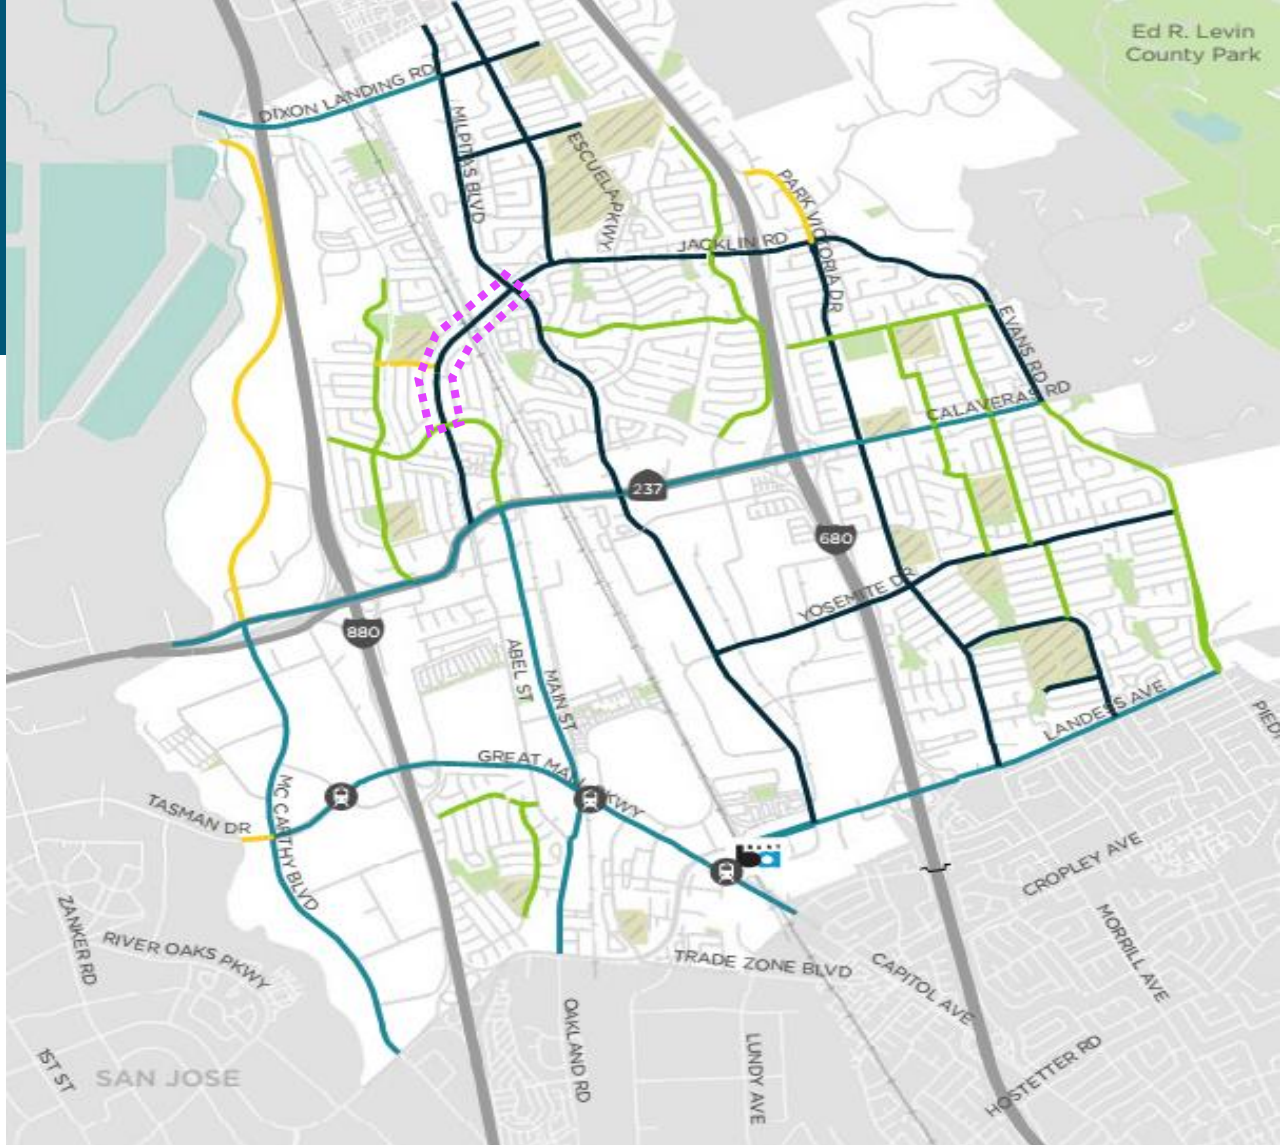 Ed R. Levin
County Park
DIXON LANDING RD
MILPITAS BLVD
ESCUELA PKWY
PARK VICTORIA DR
JACKLIN RD
EVANS RD
CALAVERAS RD
237
680
YOSEMITE DR
880
ABEL ST
MAIN ST
LANDESS AVE
GREAT MALL PKWY
TASMAN DR
MC CARTHY BLVD
CROPLEY AVE
ZANKER RD
RIVER OAKS PKWY
MORRILL AVE
TRADE ZONE BLVD
CAPITOL AVE
OAKLAND RD
LUNDY AVE
HOSTETTER RD
1ST ST
SAN JOSE